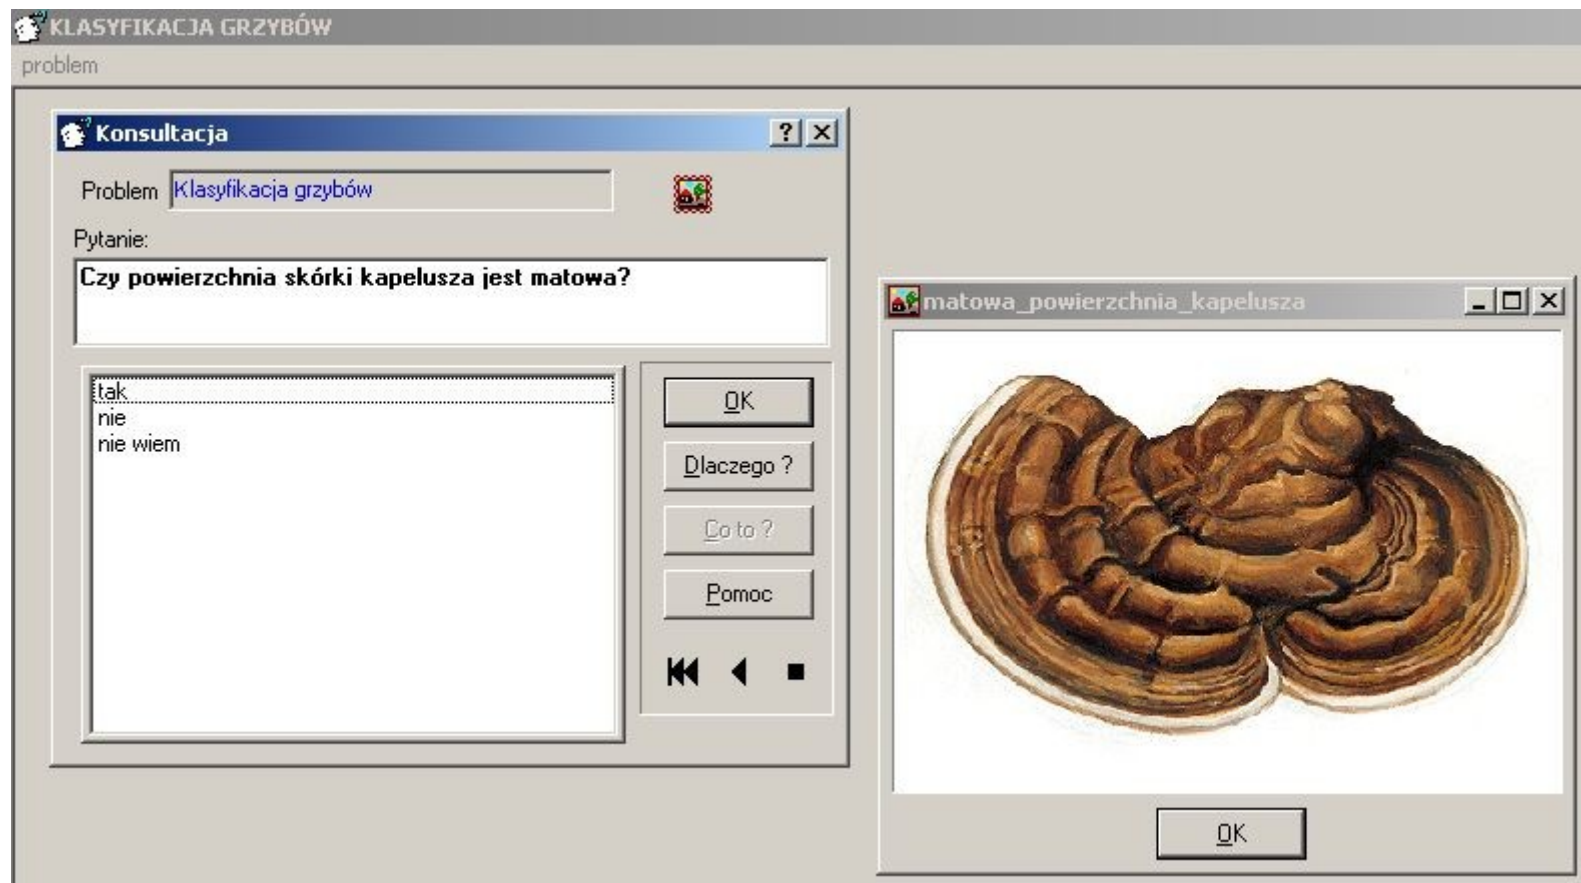 KLASYFIKACJA GRZYBÓW
problem
Konsultacja
Problem Klasyfikacja grzybów
Pytanie:
Czy powierzchnia skórki kapelusza jest matowa?
tak
nie
nie wiem
OK
Dlaczego ?
Co to ?
Pomoc
matowa_powierzchnia_kapelusza
OK